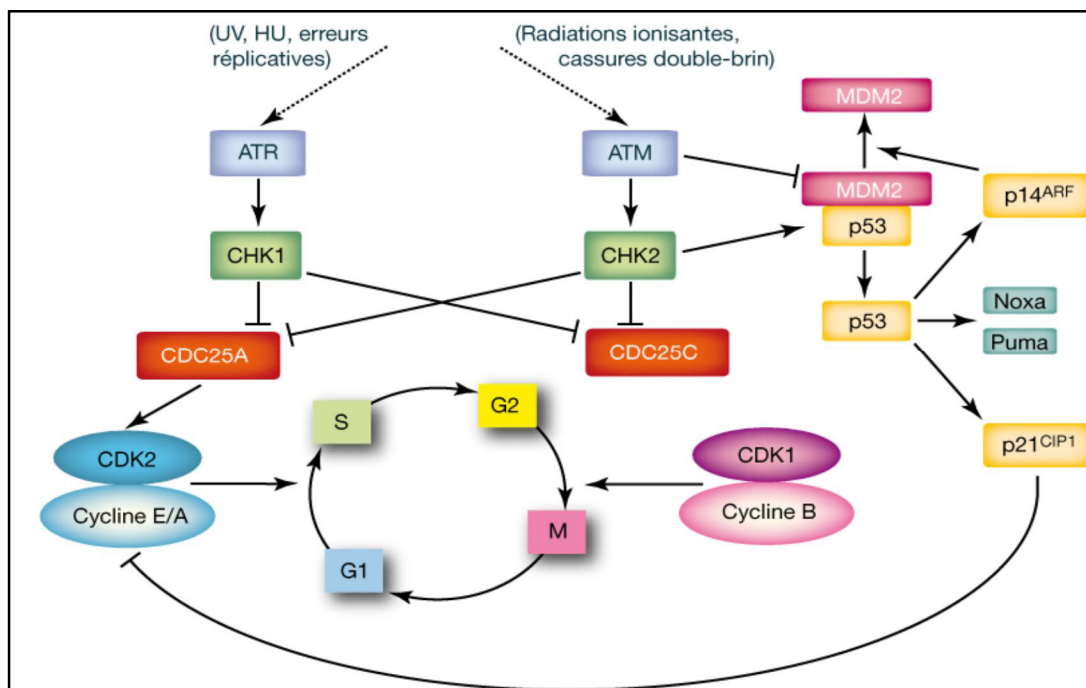 (UV, HU, erreurs
réplicatives)
(Radiations ionisantes,
cassures double-brin)
MDM2
ATR
ATM
MDM2
p14ARF
p53
CHK1
CHK2
Noxa
p53
Puma
CDC25A
CDC25C
S
G2
CDK2
CDK1
p21CIP1
Cycline E/A
Cycline B
M
G1